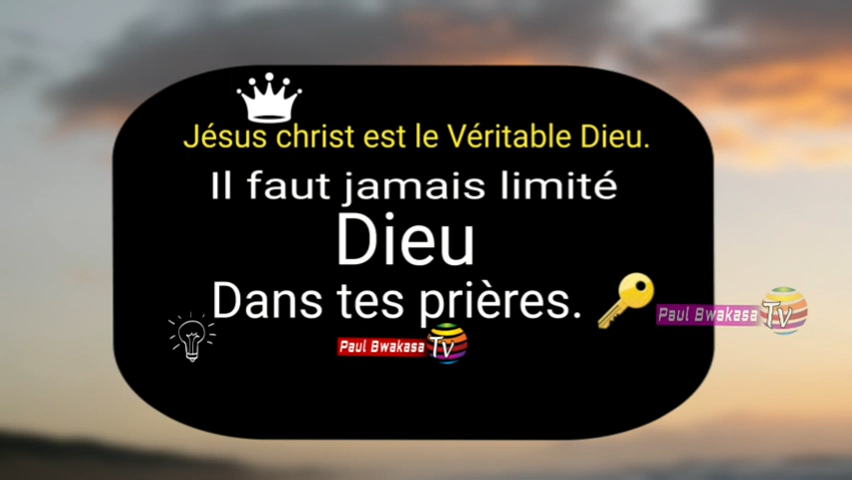 Jésus christ est le Véritable Dieu.
Il faut jamais limité
Dieu
Dans tes prières.
Paul Bwakasa Tv
Paul Bwakasa Tv